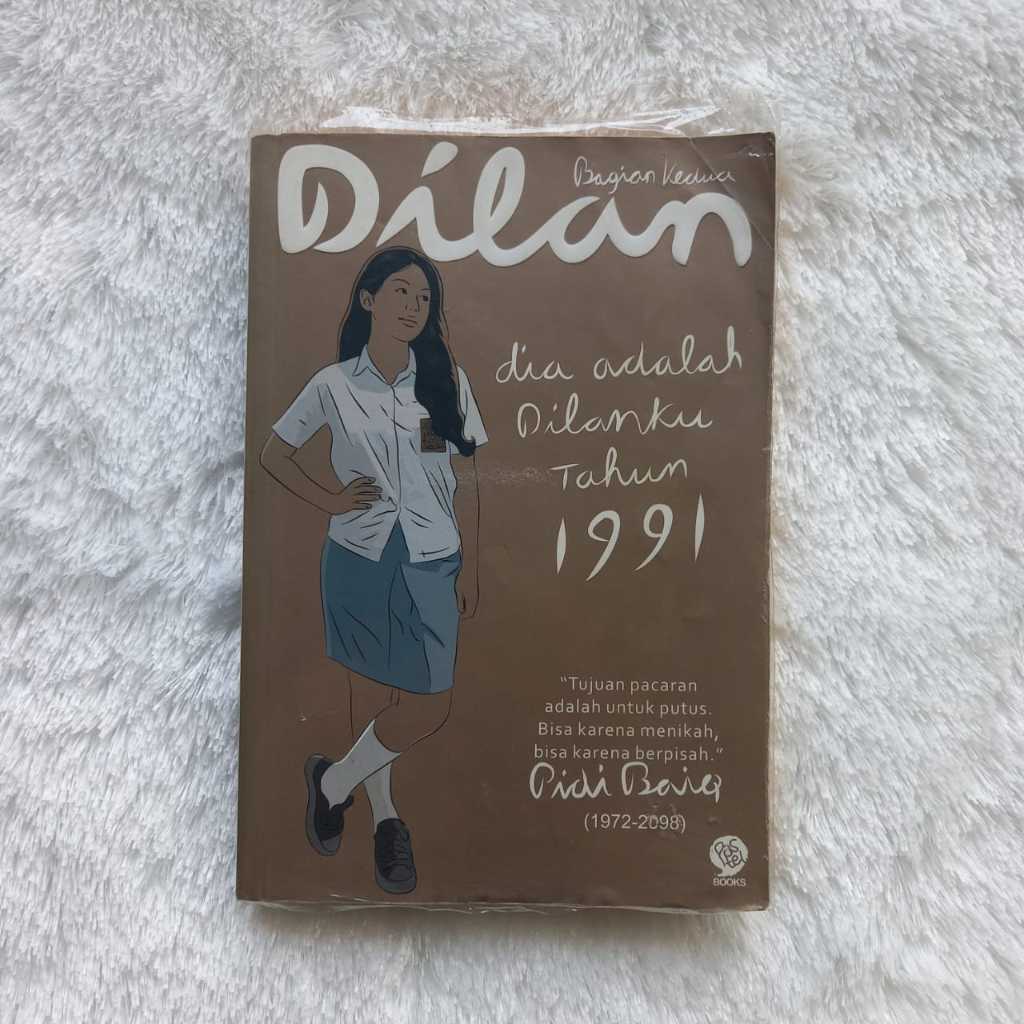 Dilan
Bagian Kedua
dia adalah
Dilanku
Tahun
1991
"Tujuan pacaran
adalah untuk putus.
Bisa karena menikah,
bisa karena berpisah."
Pidi Baiq
(1972-2098)
Pastel
BOOKS